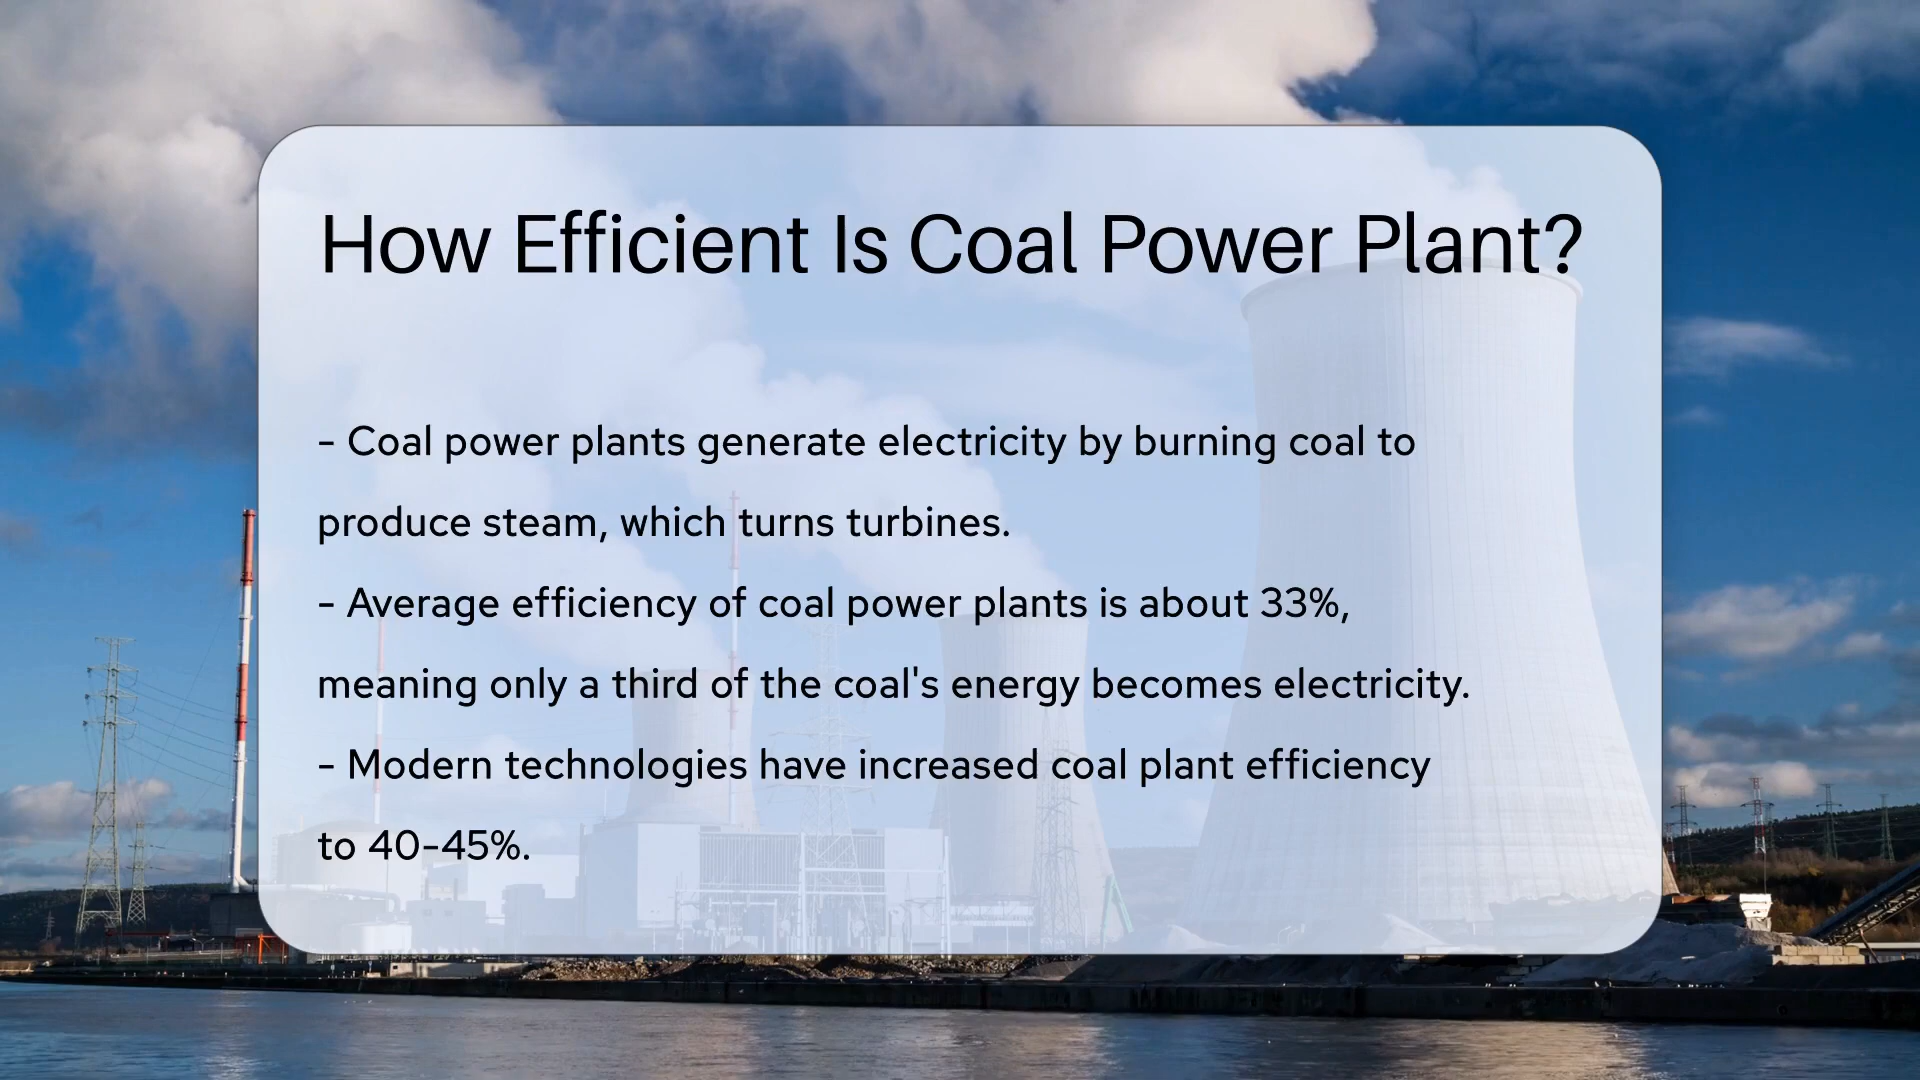 How Efficient Is Coal Power Plant?
- Coal power plants generate electricity by burning coal to
produce steam, which turns turbines.
- Average efficiency of coal power plants is about 33%,
meaning only a third of the coal's energy becomes electricity.
- Modern technologies have increased coal plant efficiency
to 40-45%.